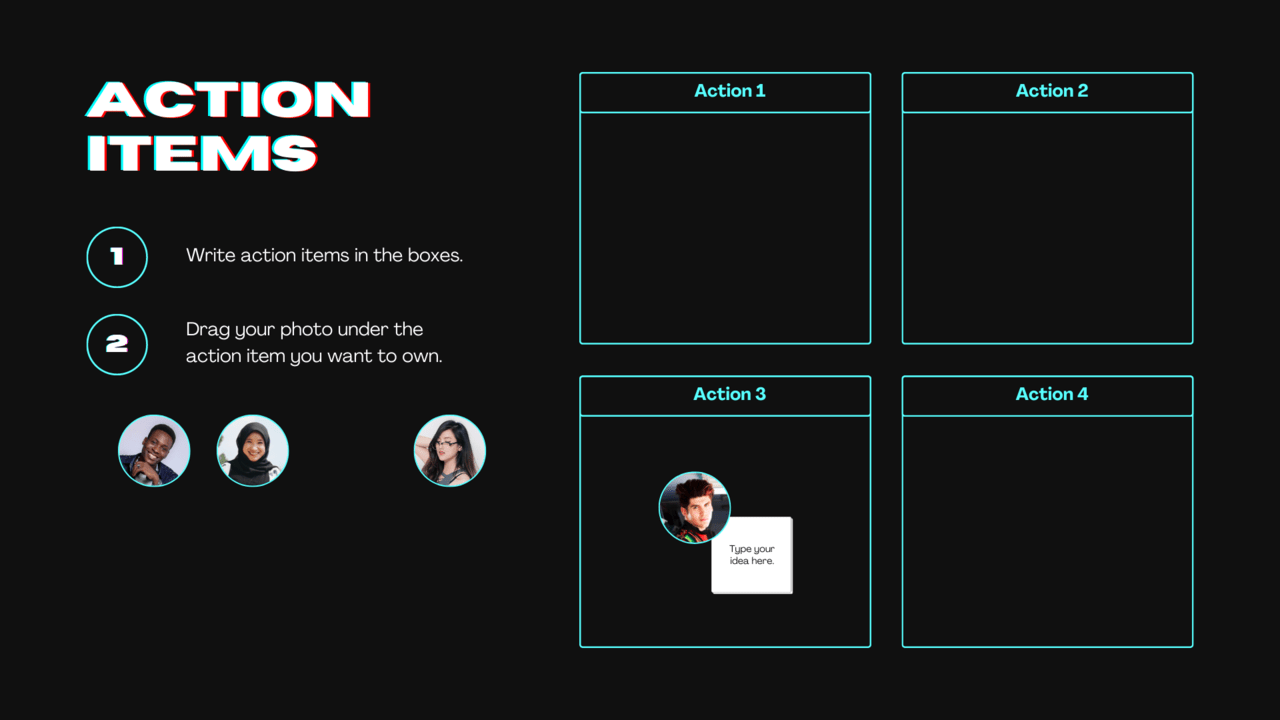 ACTION
ITEMS
1
Write action items in the boxes.
2
Drag your photo under the
action item you want to own.
Action 1
Action 2
Action 3
Type your
idea here.
Action 4